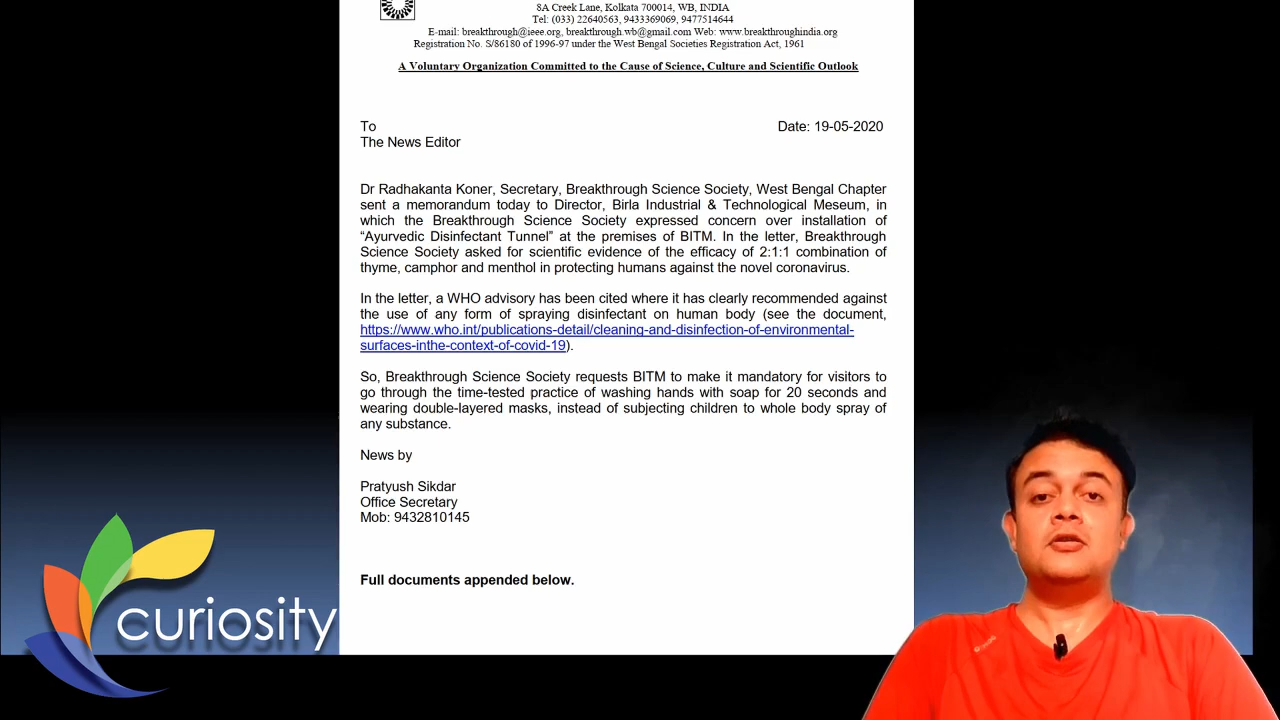 8A Creek Lane, Kolkata 700014, WB, INDIA
Tel: (033) 22640563, 9433369069, 9477514644
E-mail: breakthrough@ieee.org, breakthrough.wb@gmail.com Web: www.breakthroughindia.org
Registration No. S/86180 of 1996-97 under the West Bengal Societies Registration Act, 1961
A Voluntary Organization Committed to the Cause of Science, Culture and Scientific Outlook
To
Date: 19-05-2020
The News Editor
Dr Radhakanta Koner, Secretary, Breakthrough Science Society, West Bengal Chapter
sent a memorandum today to Director, Birla Industrial & Technological Meseum, in
which the Breakthrough Science Society expressed concern over installation of
“Ayurvedic Disinfectant Tunnel” at the premises of BITM. In the letter, Breakthrough
Science Society asked for scientific evidence of the efficacy of 2:1:1 combination of
thyme, camphor and menthol in protecting humans against the novel coronavirus.
In the letter, a WHO advisory has been cited where it has clearly recommended against
the use of any form of spraying disinfectant on human body (see the document,
https://www.who.int/publications-detail/cleaning-and-disinfection-of-environmental-
surfaces-inthe-context-of-covid-19).
So, Breakthrough Science Society requests BITM to make it mandatory for visitors to
go through the time-tested practice of washing hands with soap for 20 seconds and
wearing double-layered masks, instead of subjecting children to whole body spray of
any substance.
News by
Pratyush Sikdar
Office Secretary
Mob: 9432810145
Full documents appended below.
curiosity